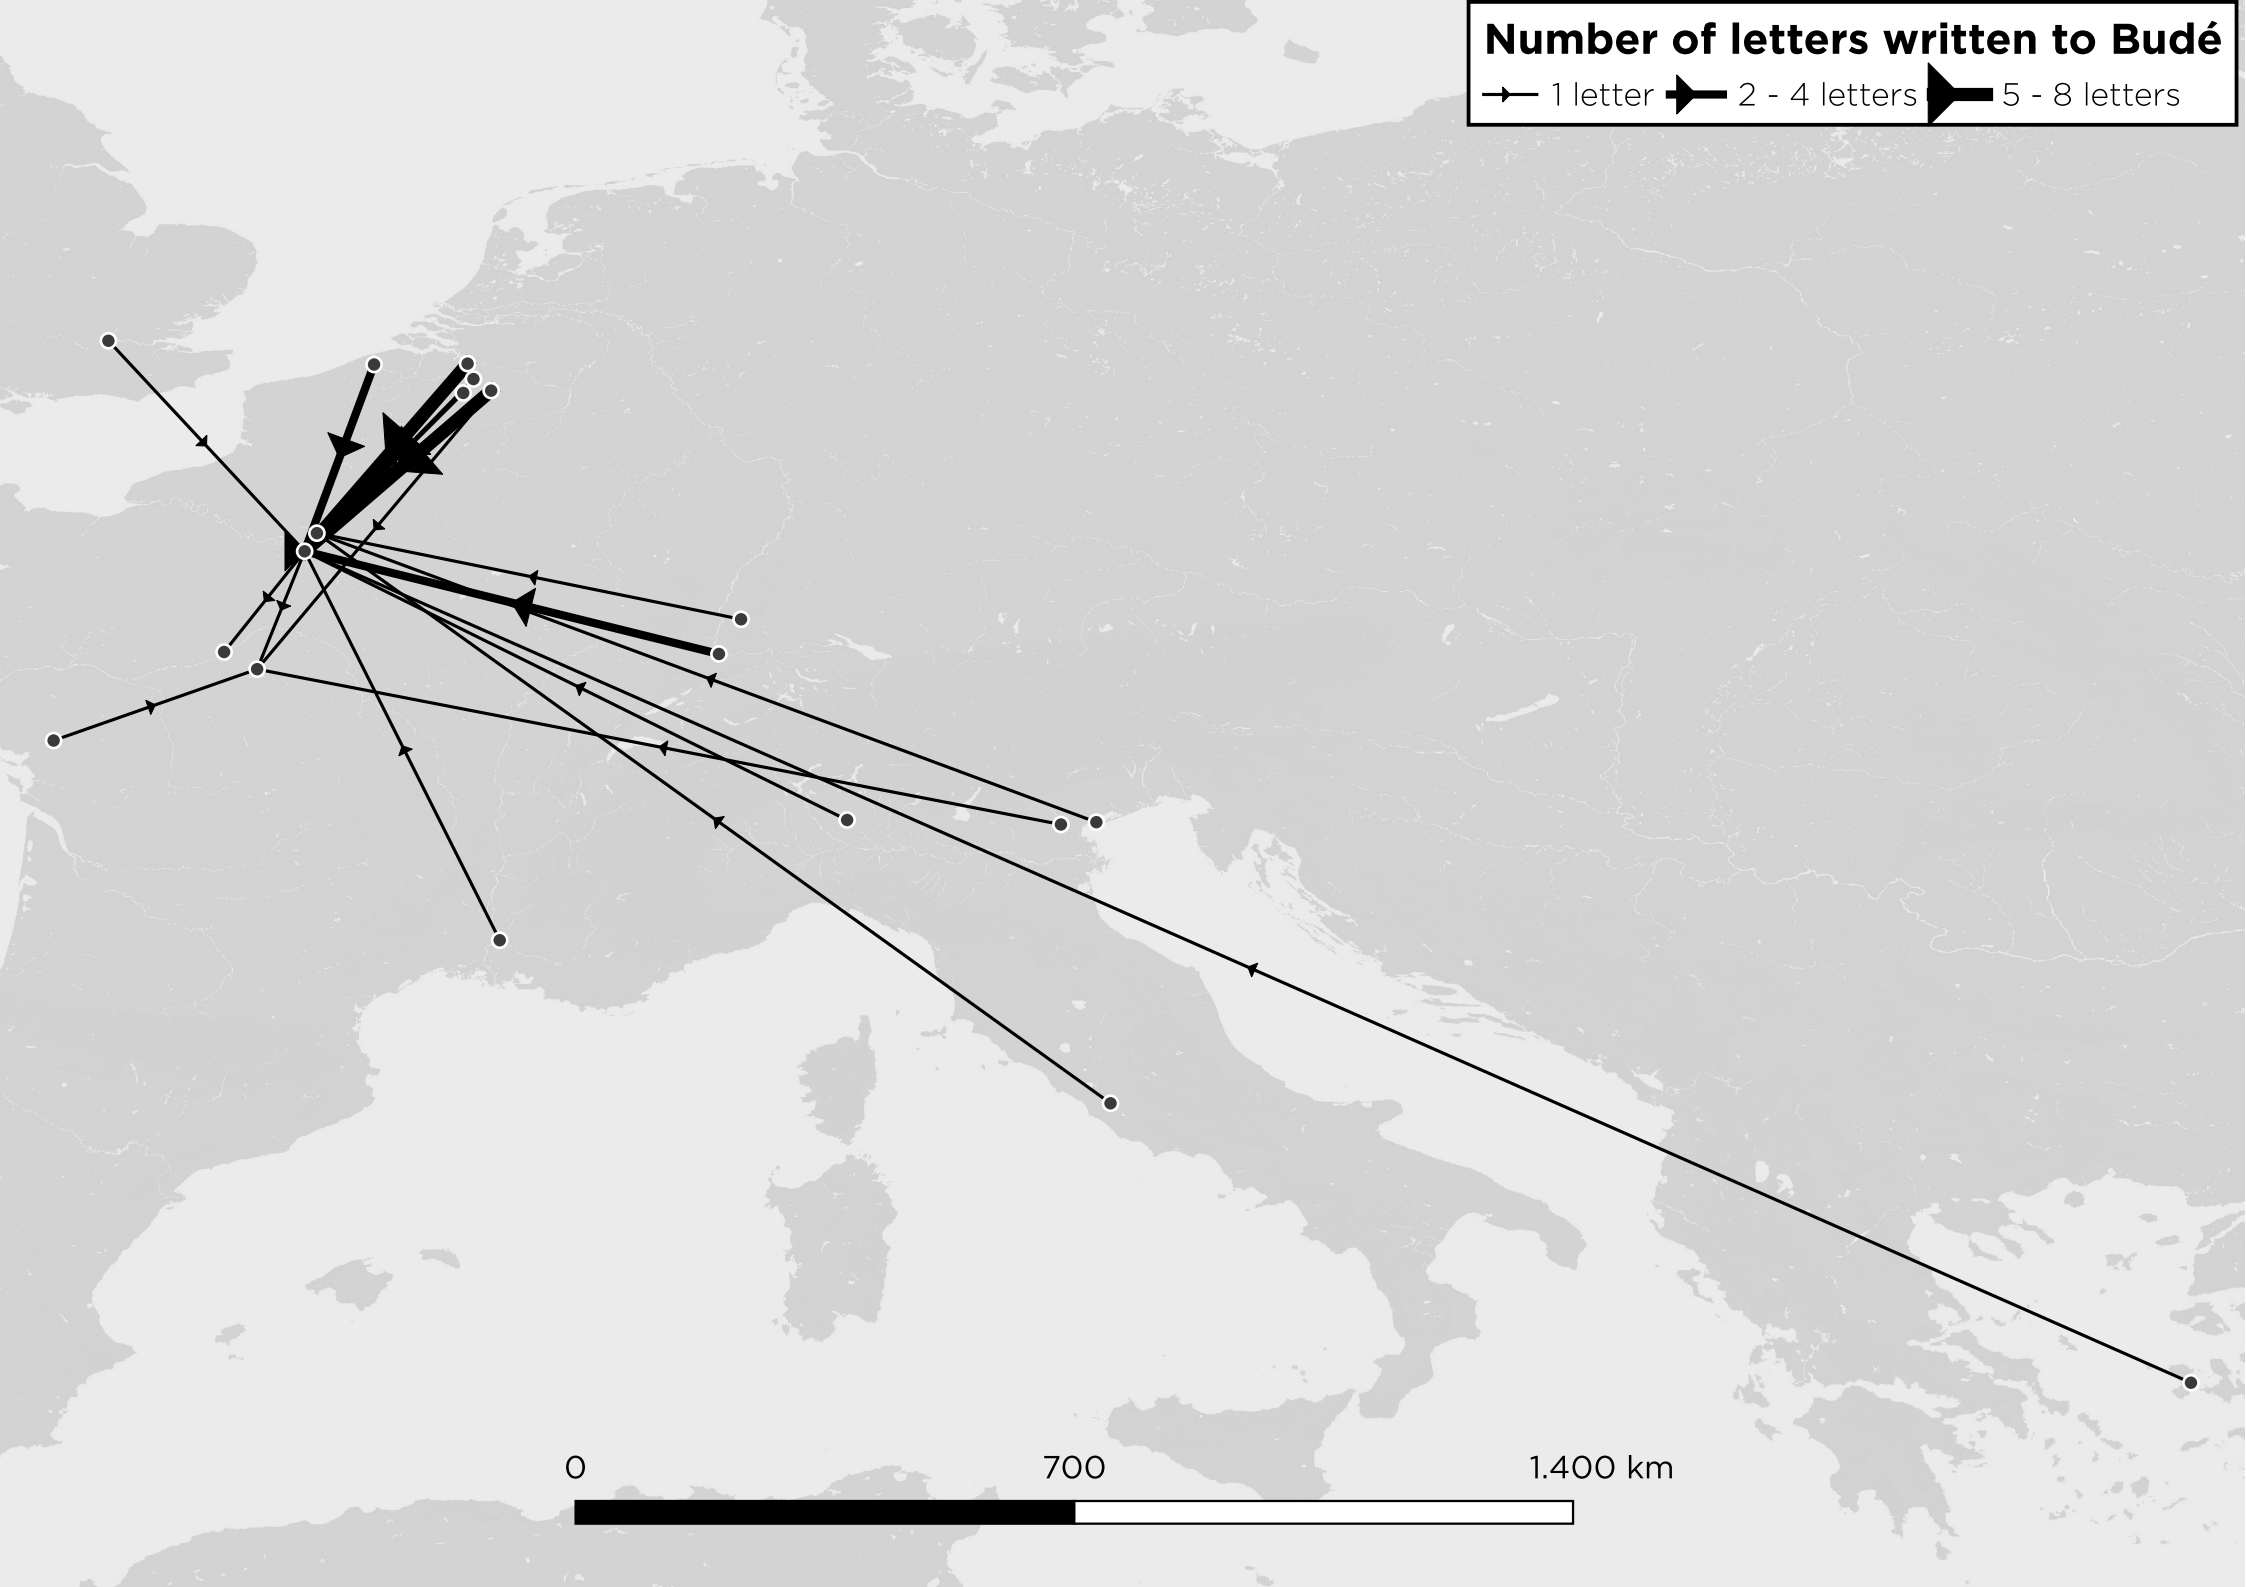 Number of letters written to Budé
1 letter 2 - 4 letters 5 - 8 letters
0 700 1.400 km